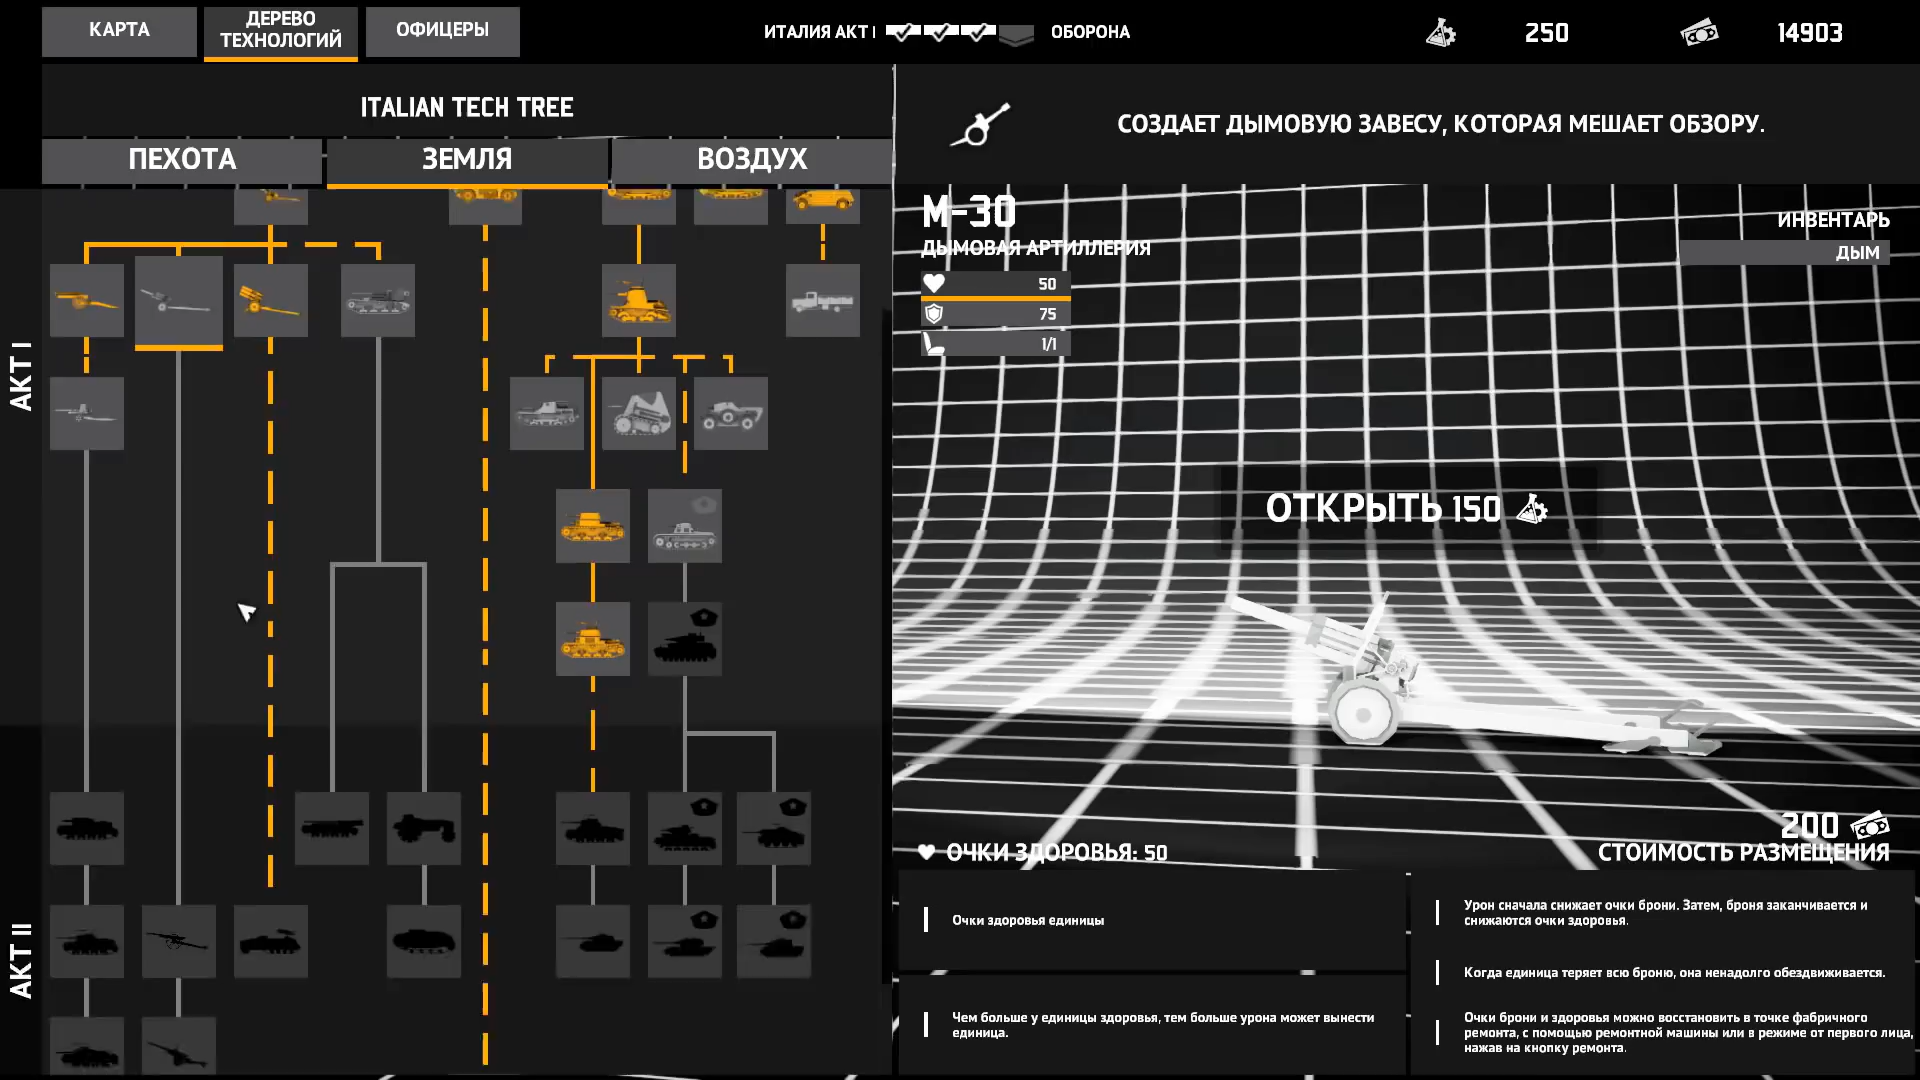 КАРТА
ДЕРЕВО
ТЕХНОЛОГИЙ
ОФИЦЕРЫ
ИТАЛИЯ АКТ I
ОБОРОНА
250
14903
ITALIAN TECH TREE
ПЕХОТА
ЗЕМЛЯ
ВОЗДУХ
СОЗДАЕТ ДЫМОВУЮ ЗАВЕСУ, КОТОРАЯ МЕШАЕТ ОБЗОРУ.
М-30
ДЫМОВАЯ АРТИЛЛЕРИЯ
50
75
1/1
ИНВЕНТАРЬ
ДЫМ
АКТ I
АКТ II
ОТКРЫТЬ 150
200
СТОИМОСТЬ РАЗМЕЩЕНИЯ
ОЧКИ ЗДОРОВЬЯ: 50
Очки здоровья единицы
Чем больше у единицы здоровья, тем больше урона может вынести
единица.
Урон сначала снижает очки брони. Затем, броня заканчивается и
снижаются очки здоровья.
Когда единица теряет всю броню, она ненадолго обездвиживается.
Очки брони и здоровья можно восстановить в точке фабричного
ремонта, с помощью ремонтной машины или в режиме от первого лица,
нажав на кнопку ремонта.